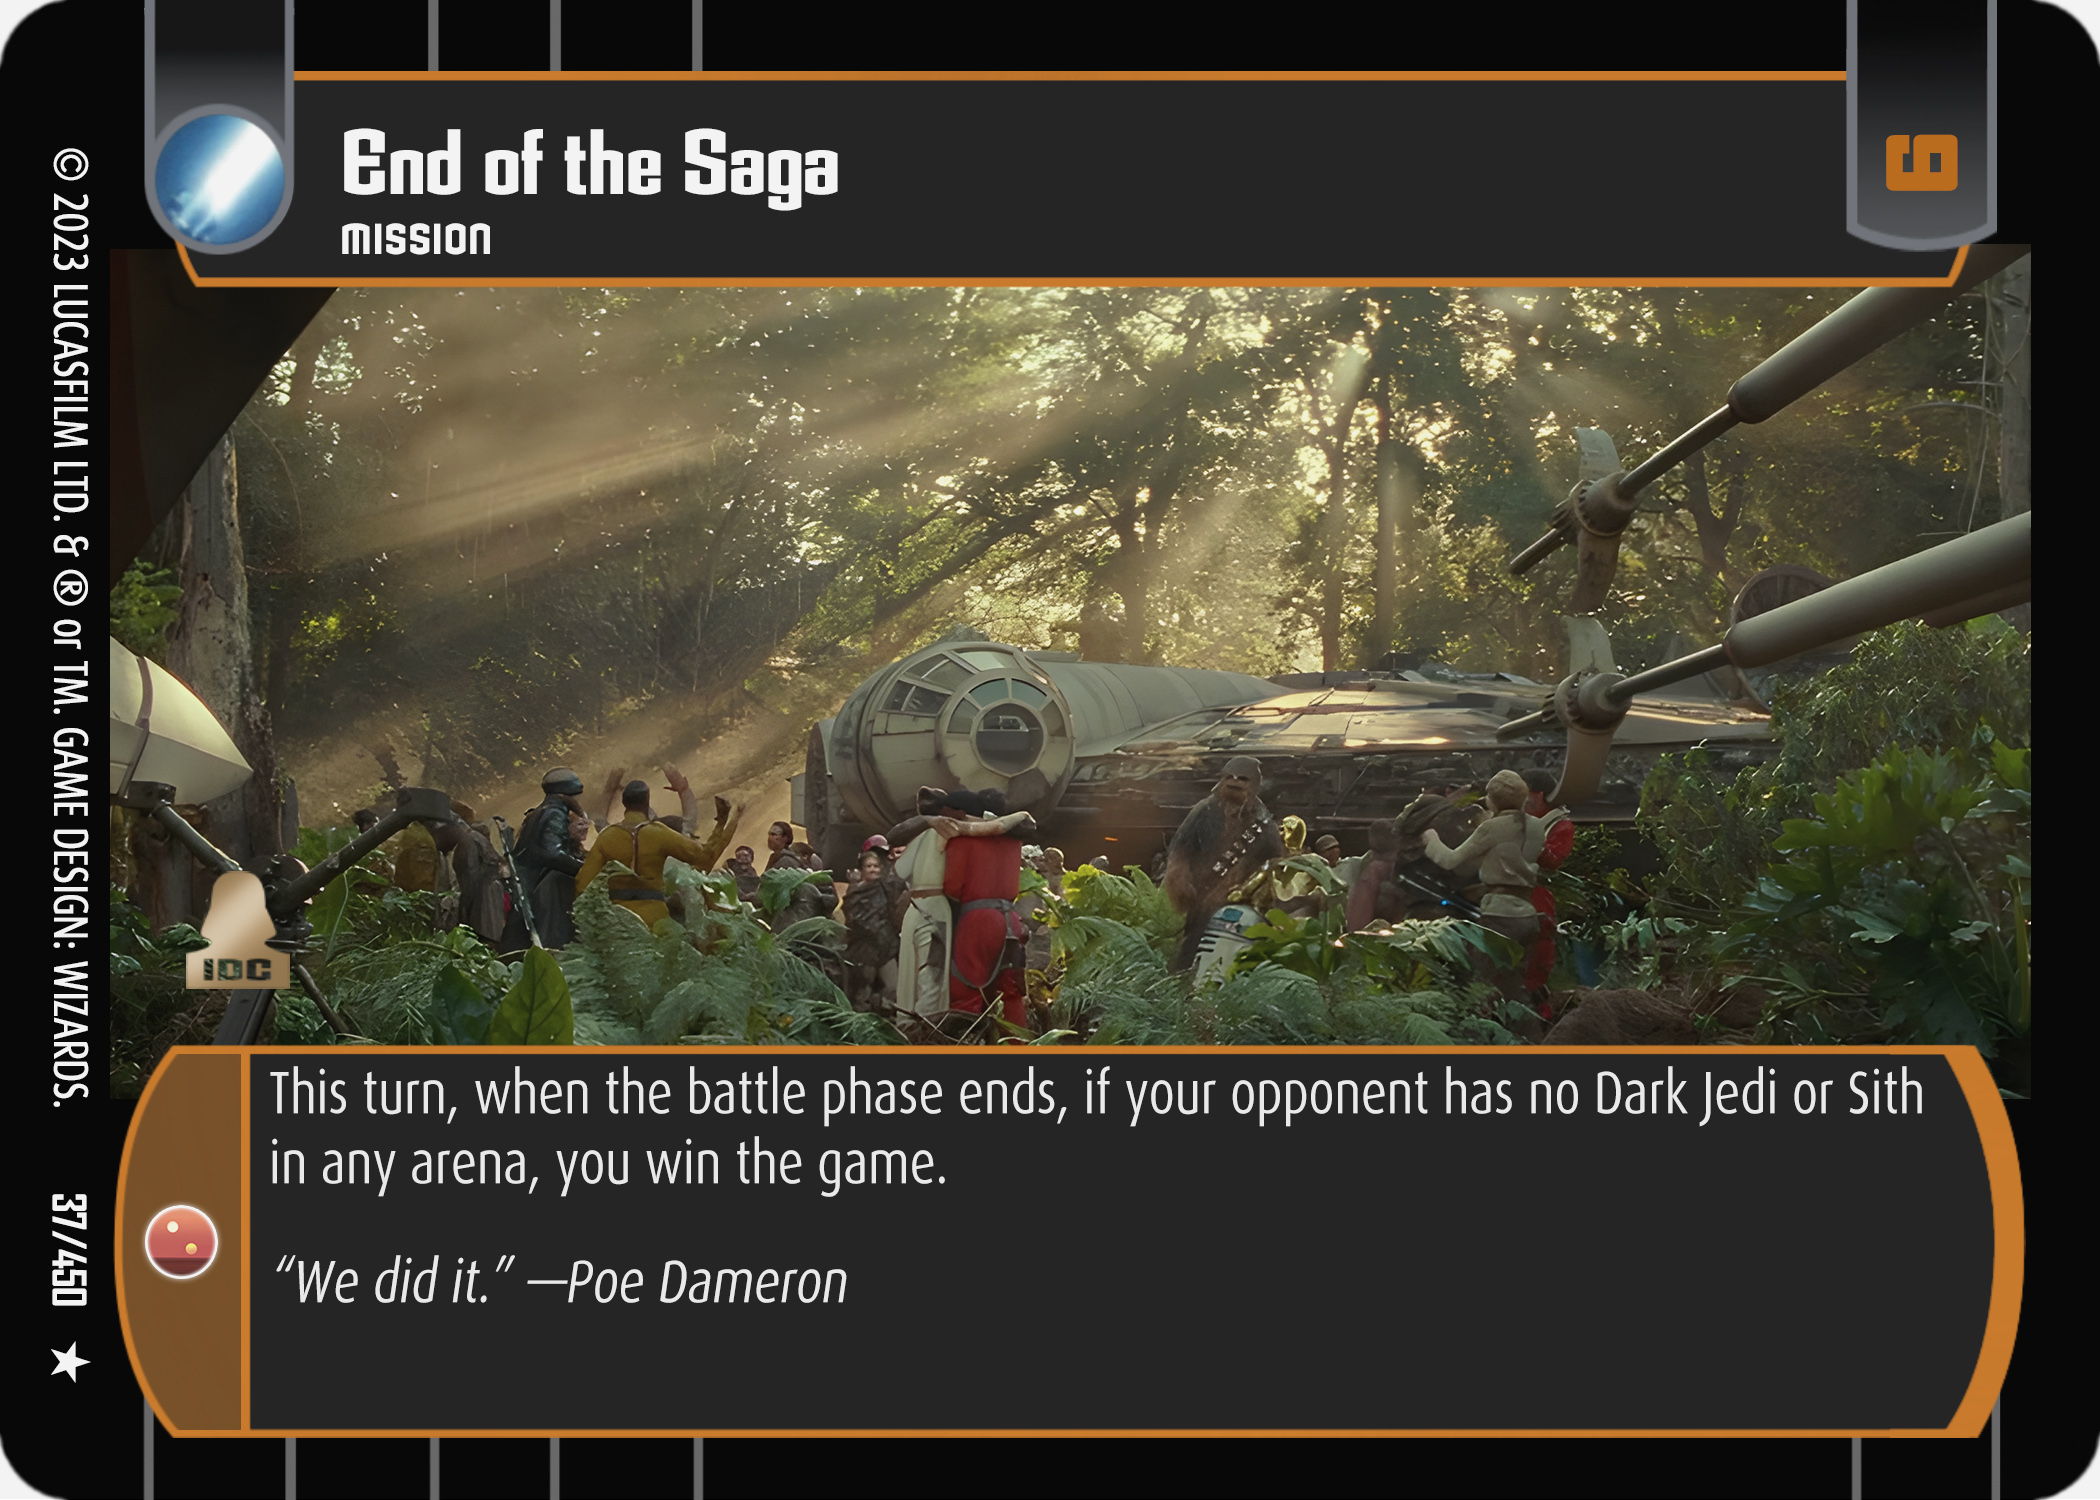 End of the Saga
MISSION
9
IDC
This turn, when the battle phase ends, if your opponent has no Dark Jedi or Sith
in any arena, you win the game.
“We did it.” —Poe Dameron
© 2023 LUCASFILM LTD. & ® or TM. GAME DESIGN: WIZARDS. 37/450 ★